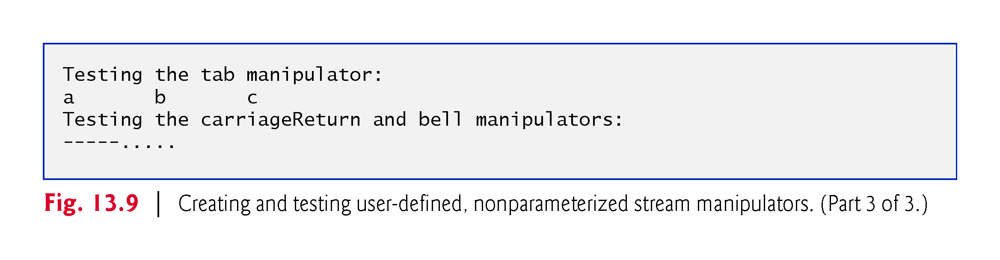 Testing the tab manipulator:
a       b       c
Testing the carriageReturn and bell manipulators:
-----.....
Fig. 13.9 | Creating and testing user-defined, nonparameterized stream manipulators. (Part 3 of 3.)